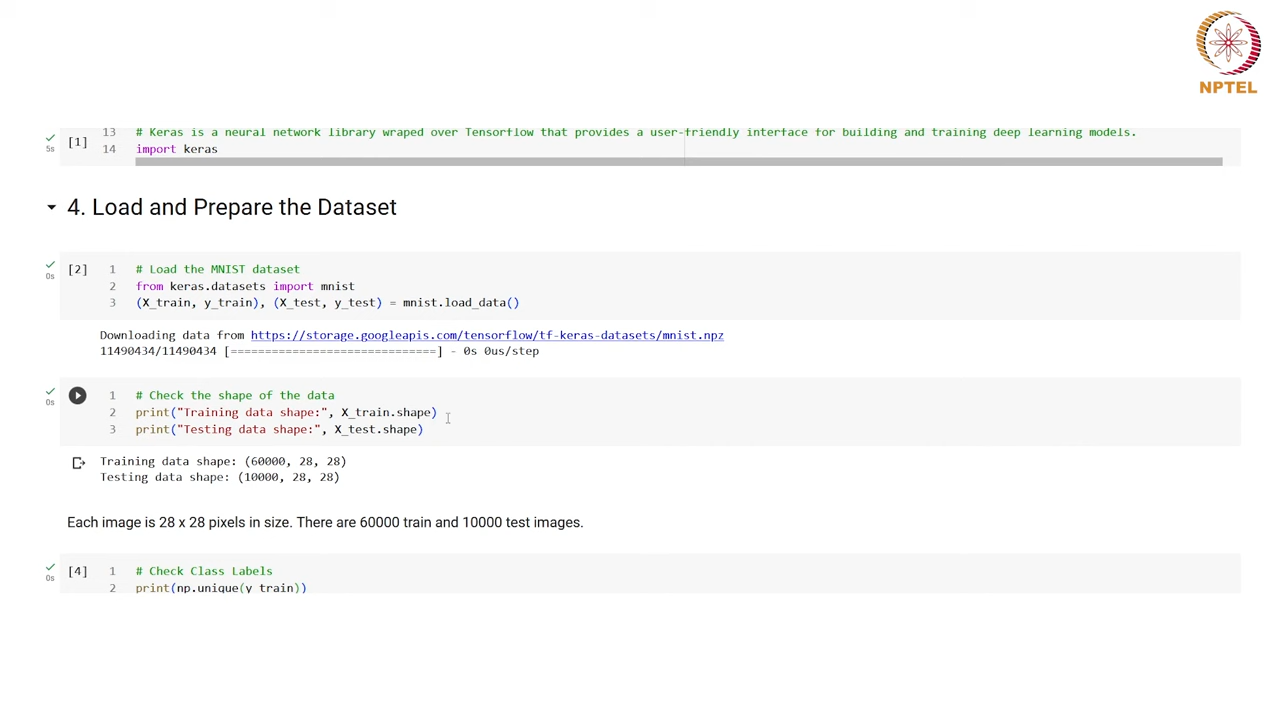 NPTEL
13 # Keras is a neural network library wraped over Tensorflow that provides a user-friendly interface for building and training deep learning models.
5s [1] 14 import keras
4. Load and Prepare the Dataset
[2] 1 # Load the MNIST dataset
0s 2 from keras.datasets import mnist
3 (X_train, y_train), (X_test, y_test) = mnist.load_data()
Downloading data from https://storage.googleapis.com/tensorflow/tf-keras-datasets/mnist.npz
11490434/11490434 [==============================] - 0s 0us/step
1 # Check the shape of the data
0s 2 print("Training data shape:", X_train.shape)
3 print("Testing data shape:", X_test.shape)
Training data shape: (60000, 28, 28)
Testing data shape: (10000, 28, 28)
Each image is 28 x 28 pixels in size. There are 60000 train and 10000 test images.
[4] 1 # Check Class Labels
0s 2 print(np.unique(y_train))